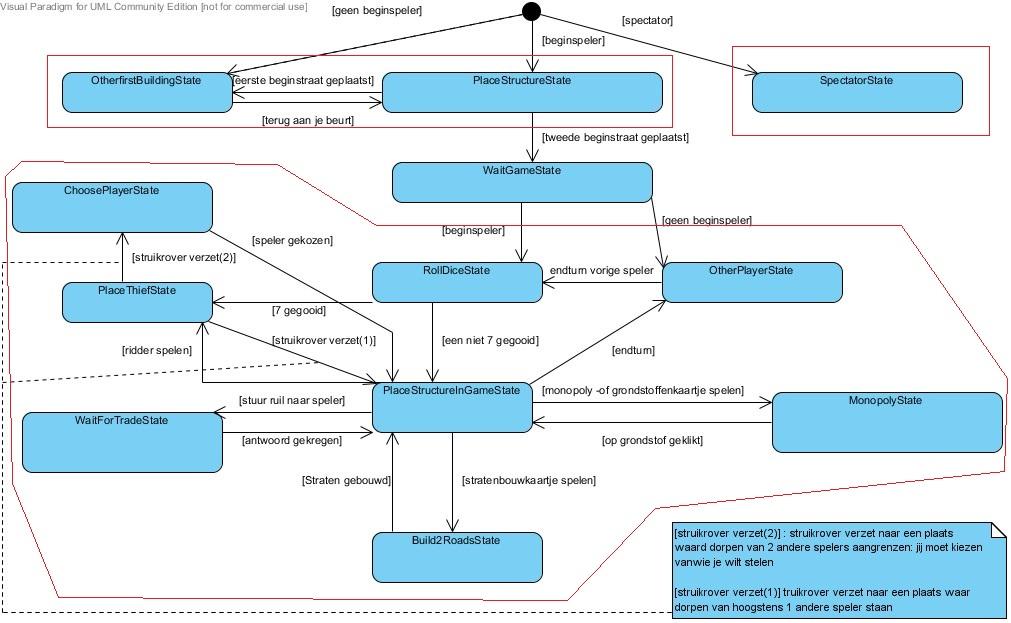 Visual Paradigm for UML Community Edition [not for commercial use]
[geen beginspeler]
[spectator]
[beginspeler]
OtherfirstBuildingState
[eerste beginstraat geplaatst]
PlaceStructureState
SpectatorState
[terug aan je beurt]
[tweede beginstraat geplaatst]
WaitGameState
ChoosePlayerState
[geen beginspeler]
[beginspeler]
[speler gekozen]
[struikrover verzet(2)]
RollDiceState
endturn vorige speler
OtherPlayerState
PlaceThiefState
[7 gegooid]
[struikrover verzet(1)]
[een niet 7 gegooid]
[ridder spelen]
[endturn]
PlaceStructureInGameState
[monopoly -of grondstoffenkaartje spelen]
[stuur ruil naar speler]
MonopolyState
WaitForTradeState
[antwoord gekregen]
[op grondstof geklikt]
[Straten gebouwd]
[stratenbouwkaartje spelen]
Build2RoadsState
[struikrover verzet(2)] : struikrover verzet naar een plaats
waard dorpen van 2 andere spelers aangrenzen: jij moet kiezen
vanwie je wilt stelen
[struikrover verzet(1)] truikrover verzet naar een plaats waar
dorpen van hoogstens 1 andere speler staan